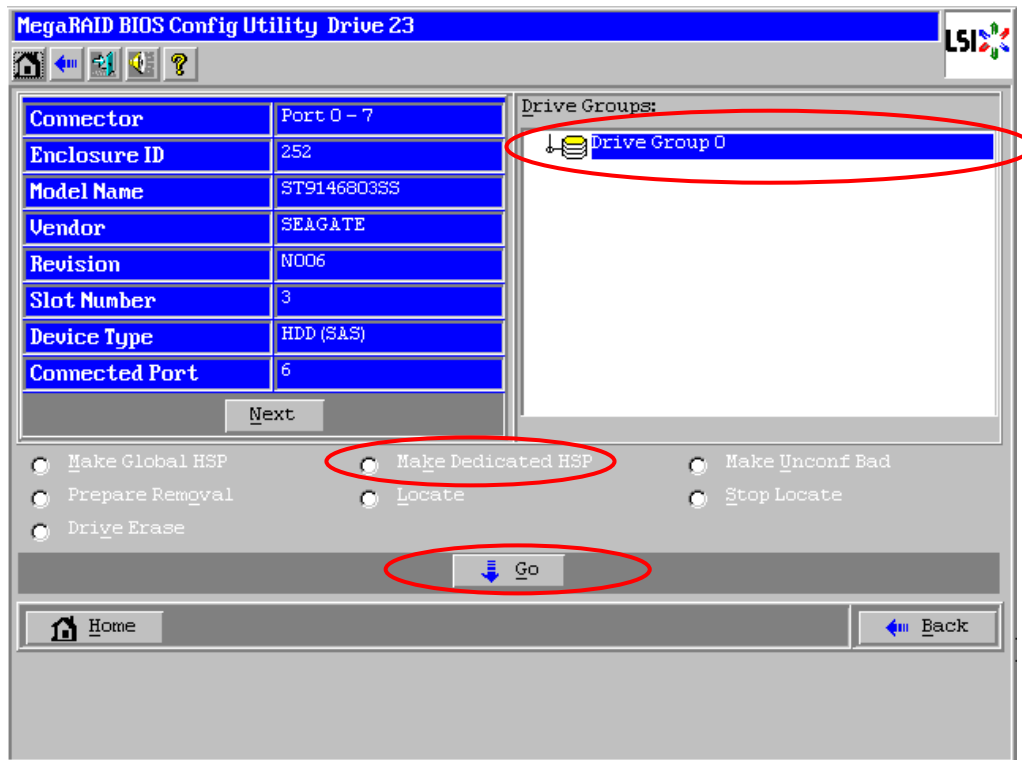 MegaRAID BIOS Config Utility Drive 23
LSI
Connector Port 0 - 7
Enclosure ID 252
Model Name ST9146803SS
Vendor SEAGATE
Revision N006
Slot Number 3
Device Type HDD (SAS)
Connected Port 6
Next
Drive Groups:
Drive Group 0
Make Global HSP Make Dedicated HSP Make Unconf Bad
Prepare Removal Locate Stop Locate
Drive Erase
Go
Home Back